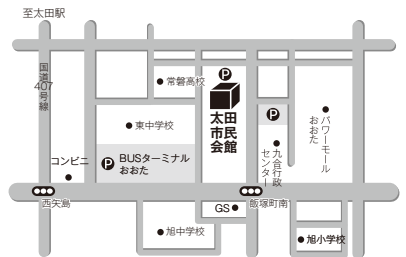 至太田駅
国道
407
号線
常磐高校
P
太田
市民
会館
東中学校
P
BUSターミナル
おおた
コンビニ
P
九合行政
センター
パワーモール
おおた
西矢島
飯塚町南
GS
旭中学校
旭小学校